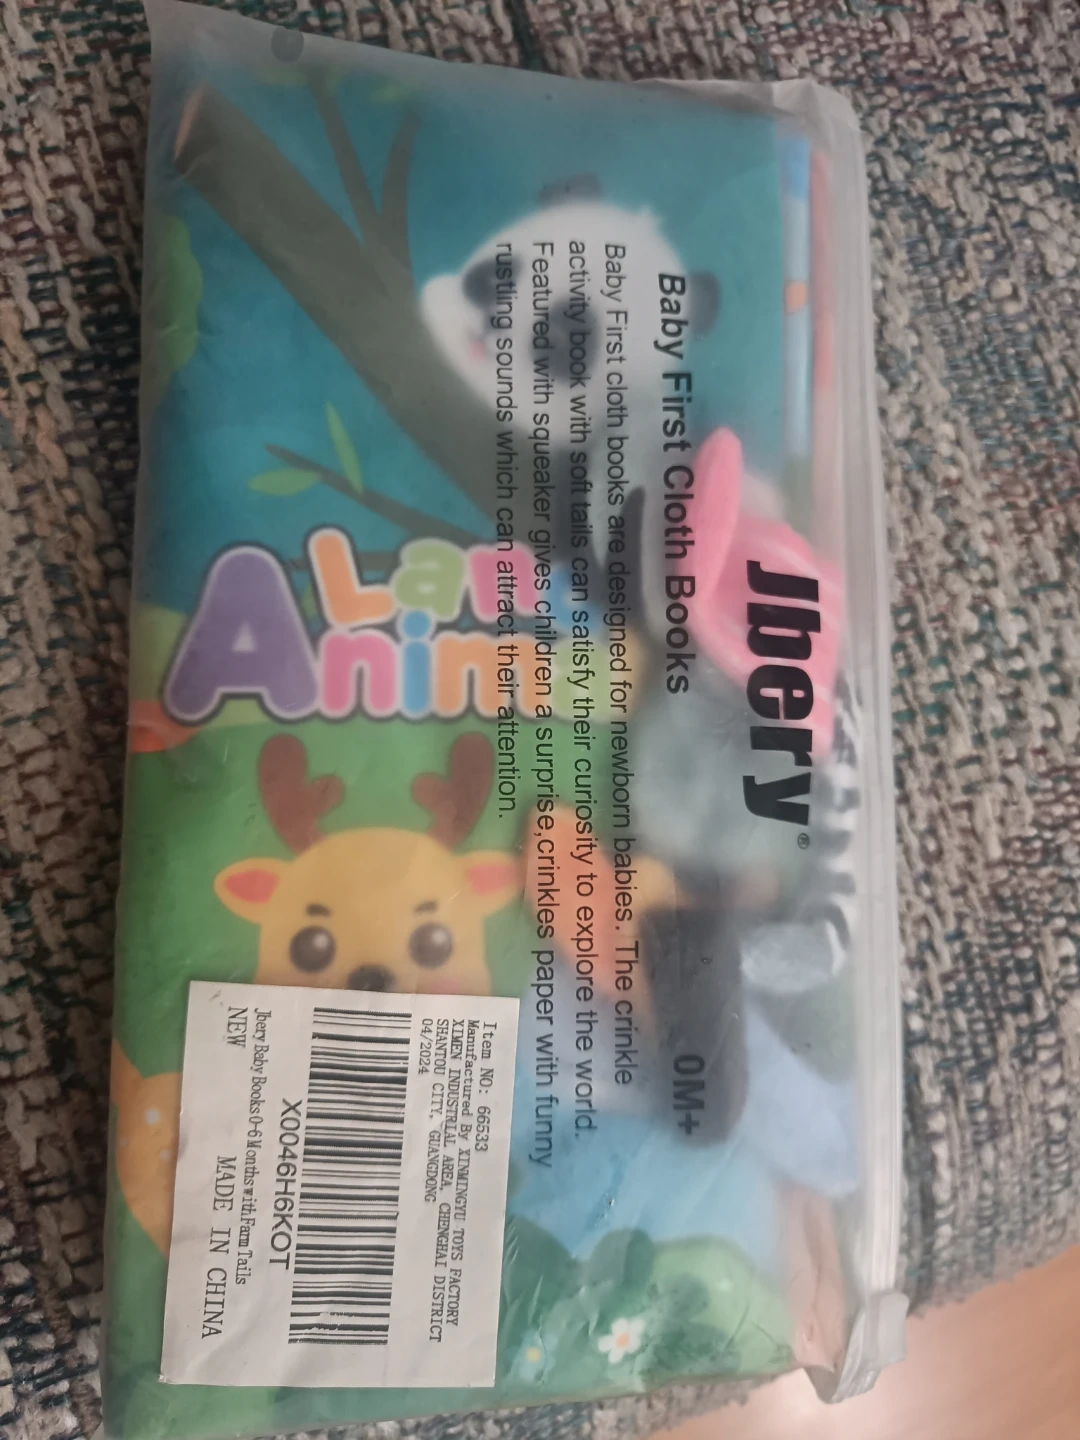 Jbery®
Baby First Cloth Books
0M+
Baby First cloth books are designed for newborn babies. The crinkle
activity book with soft tails can satisfy their curiosity to explore the world.
Featured with squeaker gives children a surprise,crinkles paper with funny
rustling sounds which can attract their attention.
Anim
Item NO: 66533
Manufactured By XINMINGYU TOYS FACTORY
XIMEN INDUSTRIAL AREA, CHENGHAI DISTRICT
SHANTOU CITY, GUANGDONG
04/2024
X0046H6KOT
Jbery Baby Books 0-6 Months with Farm Tails
NEW
MADE IN CHINA